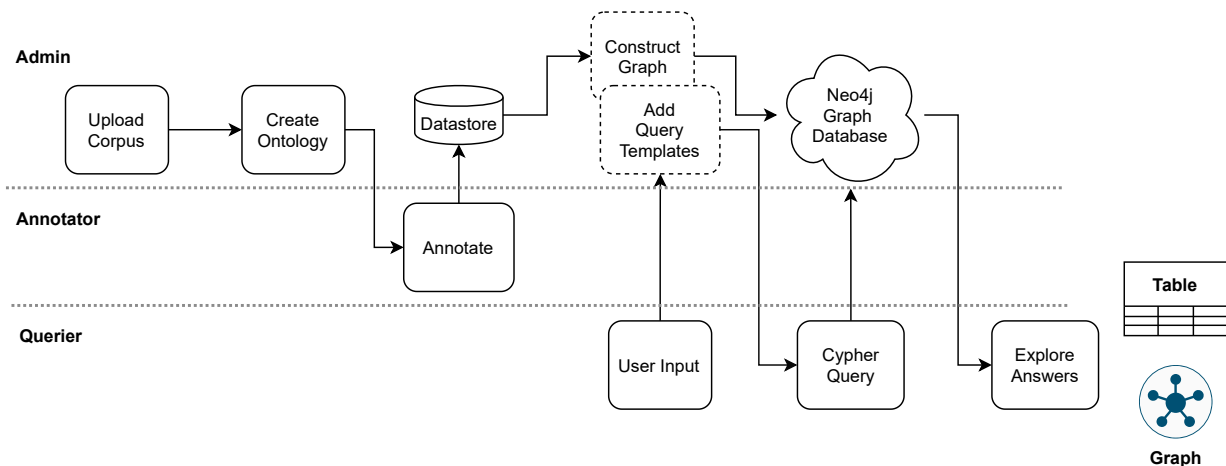 Admin
Upload
Corpus
Create
Ontology
Datastore
Construct
Graph
Add
Query
Templates
Neo4j
Graph
Database
Annotator
Annotate
Querier
User Input
Cypher
Query
Explore
Answers
Table
Graph